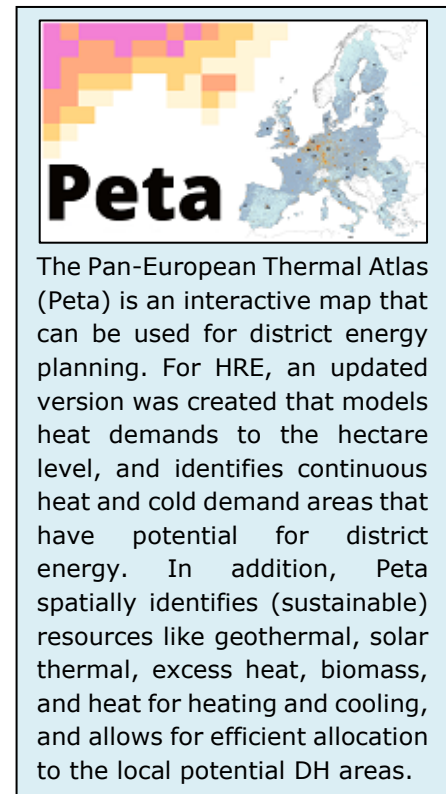 Peta
The Pan-European Thermal Atlas
(Peta) is an interactive map that
can be used for district energy
planning. For HRE, an updated
version was created that models
heat demands to the hectare
level, and identifies continuous
heat and cold demand areas that
have potential for district
energy. In addition, Peta
spatially identifies (sustainable)
resources like geothermal, solar
thermal, excess heat, biomass,
and heat for heating and cooling,
and allows for efficient allocation
to the local potential DH areas.